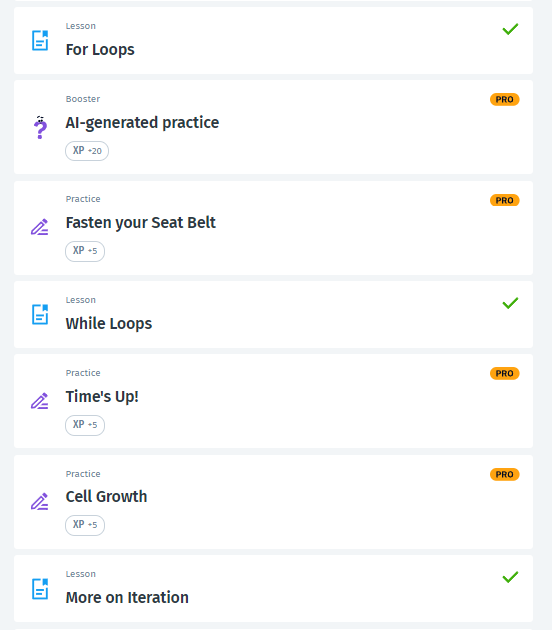 Lesson
For Loops
Booster
PRO
AI-generated practice
XP +20
Practice
PRO
Fasten your Seat Belt
XP +5
Lesson
While Loops
Practice
PRO
Time's Up!
XP +5
Practice
PRO
Cell Growth
XP +5
Lesson
More on Iteration